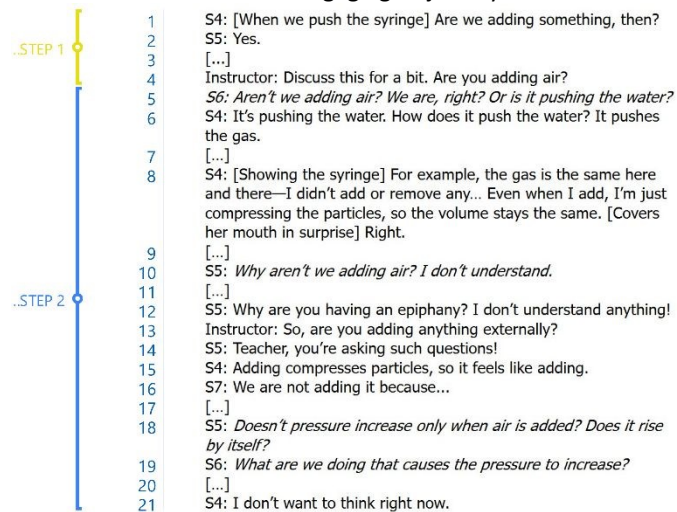 1 S4: [When we push the syringe] Are we adding something, then?
2 S5: Yes.
..STEP 1
3 [...]
4 Instructor: Discuss this for a bit. Are you adding air?
5 S6: Aren't we adding air? We are, right? Or is it pushing the water?
6 S4: It's pushing the water. How does it push the water? It pushes
the gas.
7 [...]
8 S4: [Showing the syringe] For example, the gas is the same here
and there—I didn't add or remove any... Even when I add, I'm just
compressing the particles, so the volume stays the same. [Covers
her mouth in surprise] Right.
9 [...]
10 S5: Why aren't we adding air? I don't understand.
11 [...]
..STEP 2
12 S5: Why are you having an epiphany? I don't understand anything!
13 Instructor: So, are you adding anything externally?
14 S5: Teacher, you're asking such questions!
15 S4: Adding compresses particles, so it feels like adding.
16 S7: We are not adding it because...
17 [...]
18 S5: Doesn't pressure increase only when air is added? Does it rise
by itself?
19 S6: What are we doing that causes the pressure to increase?
20 [...]
21 S4: I don't want to think right now.